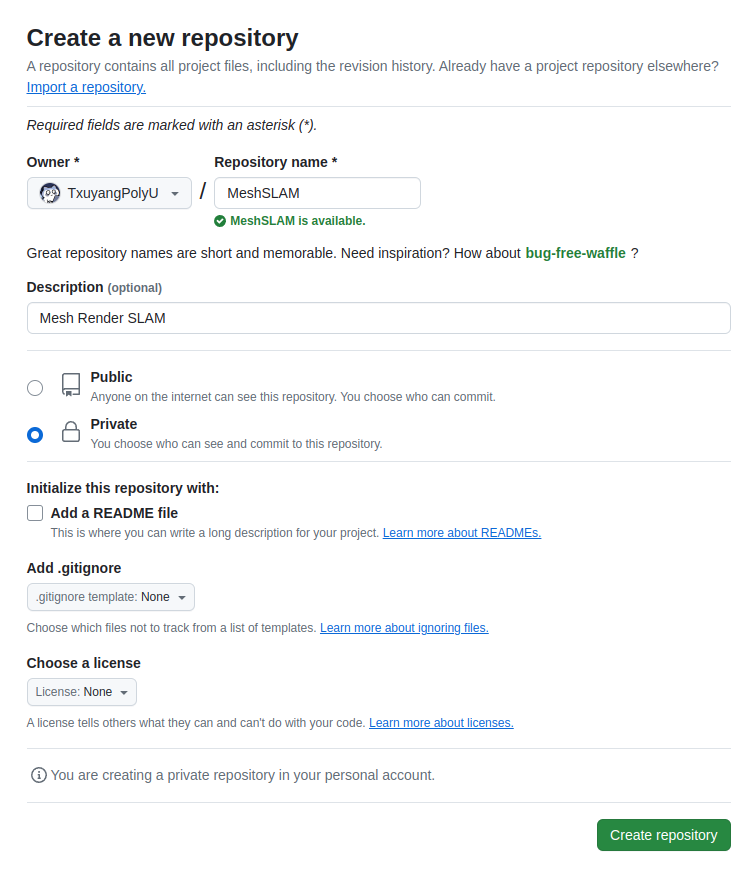 Create a new repository
A repository contains all project files, including the revision history. Already have a project repository elsewhere?
Import a repository.
Required fields are marked with an asterisk (*).
Owner * Repository name *
TxuyangPolyU / MeshSLAM
MeshSLAM is available.
Great repository names are short and memorable. Need inspiration? How about bug-free-waffle ?
Description (optional)
Mesh Render SLAM
Public
Anyone on the internet can see this repository. You choose who can commit.
Private
You choose who can see and commit to this repository.
Initialize this repository with:
Add a README file
This is where you can write a long description for your project. Learn more about READMEs.
Add .gitignore
.gitignore template: None
Choose which files not to track from a list of templates. Learn more about ignoring files.
Choose a license
License: None
A license tells others what they can and can't do with your code. Learn more about licenses.
You are creating a private repository in your personal account.
Create repository